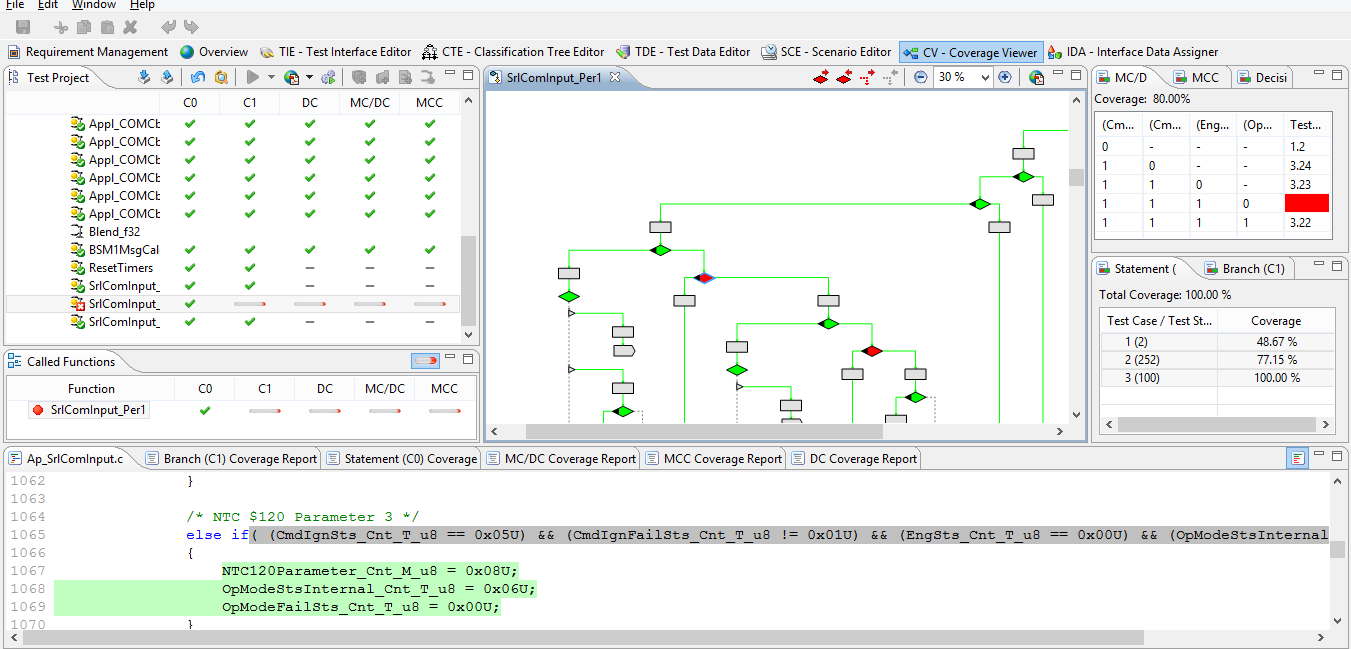 File Edit Window Help
Requirement Management Overview TIE - Test Interface Editor CTE - Classification Tree Editor TDE - Test Data Editor SCE - Scenario Editor CV - Coverage Viewer IDA - Interface Data Assigner
Test Project
C0 C1 DC MC/DC MCC
Appl_COMCb
Appl_COMCb
Appl_COMCb
Appl_COMCb
Appl_COMCb
Appl_COMCb
Blend_f32
BSM1MsgCal
ResetTimers
SrlComInput_
SrlComInput_
SrlComInput_
Called Functions
Function C0 C1 DC MC/DC MCC
SrlComInput_Per1
SrlComInput_Per1
30 %
MC/D MCC Decisi
Coverage: 80.00%
(Cm... (Cm... (Eng... (Op... Test...
0 - - - 1.2
1 0 - - 3.24
1 1 0 - 3.23
1 1 1 0
1 1 1 1 3.22
Statement ( Branch (C1)
Total Coverage: 100.00 %
Test Case / Test St... Coverage
1 (2) 48.67 %
2 (252) 77.15 %
3 (100) 100.00 %
Ap_SrlComInput.c Branch (C1) Coverage Report Statement (C0) Coverage MC/DC Coverage Report MCC Coverage Report DC Coverage Report
1062 }
1063
1064 /* NTC $120 Parameter 3 */
1065 else if( (CmdIgnSts_Cnt_T_u8 == 0x05U) && (CmdIgnFailSts_Cnt_T_u8 != 0x01U) && (EngSts_Cnt_T_u8 == 0x00U) && (OpModeStsInternal
1066 {
1067 NTC120Parameter_Cnt_M_u8 = 0x08U;
1068 OpModeStsInternal_Cnt_T_u8 = 0x06U;
1069 OpModeFailSts_Cnt_T_u8 = 0x00U;
1070 }